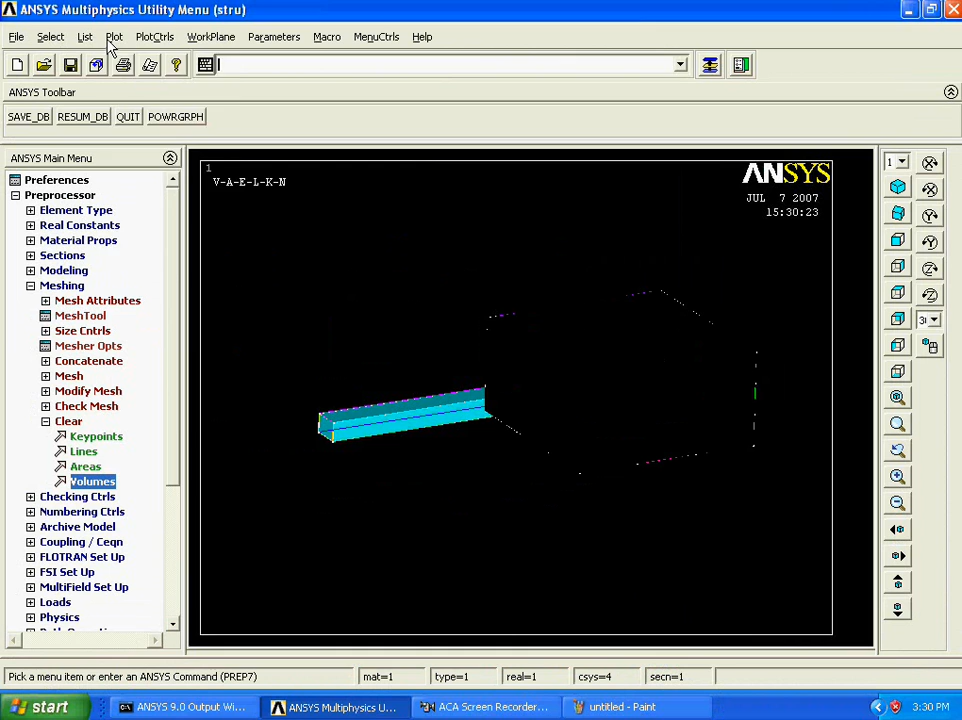 ANSYS Multiphysics Utility Menu (stru)
File Select List Plot PlotCtrls WorkPlane Parameters Macro MenuCtrls Help
ANSYS Toolbar
SAVE_DB RESUM_DB QUIT POWRGRPH
ANSYS Main Menu
Preferences
Preprocessor
Element Type
Real Constants
Material Props
Sections
Modeling
Meshing
Mesh Attributes
MeshTool
Size Cntrls
Mesher Opts
Concatenate
Mesh
Modify Mesh
Check Mesh
Clear
Keypoints
Lines
Areas
Volumes
Checking Ctrls
Numbering Ctrls
Archive Model
Coupling / Ceqn
FLOTRAN Set Up
FSI Set Up
MultiField Set Up
Loads
Physics
1
V-A-E-L-K-N
ANSYS
JUL 7 2007
15:30:23
1
Pick a menu item or enter an ANSYS Command (PREP7) mat=1 type=1 real=1 csys=4 secn=1
start ANSYS 9.0 Output Wi... ANSYS Multiphysics U... ACA Screen Recorder... untitled - Paint 3:30 PM